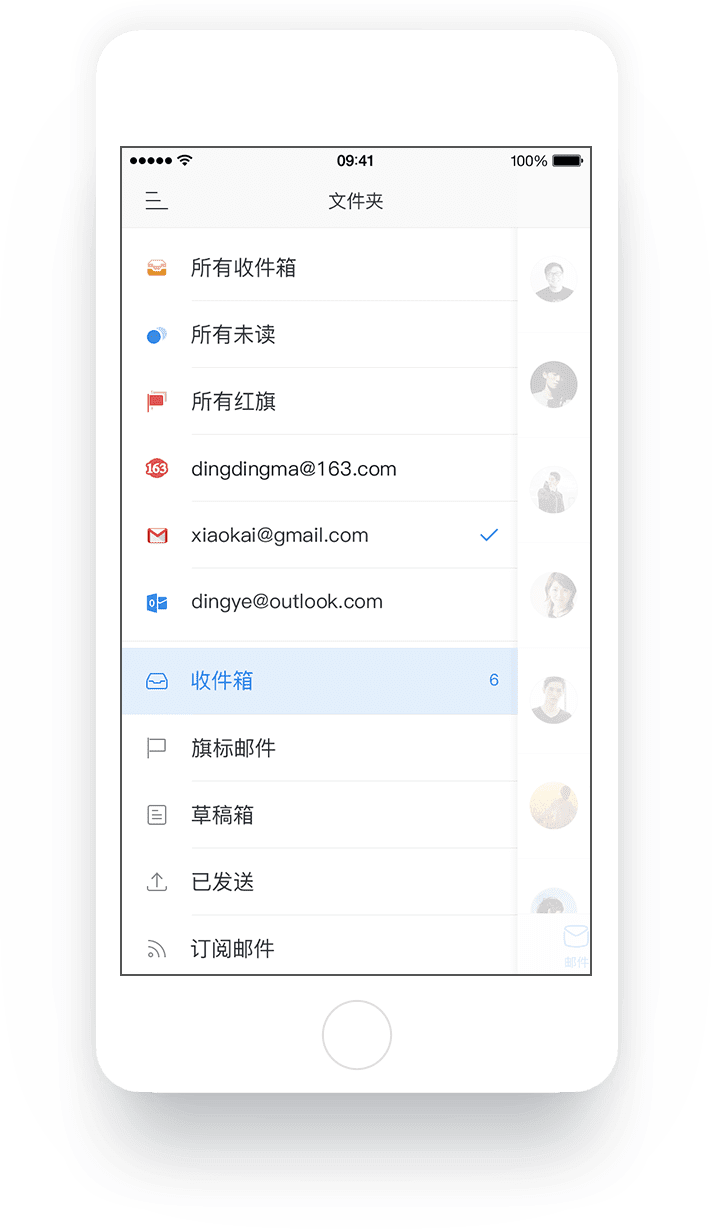 09:41
100%
文件夹
所有收件箱
所有未读
所有红旗
163
dingdingma@163.com
xiaokai@gmail.com
dingye@outlook.com
收件箱 6
旗标邮件
草稿箱
已发送
订阅邮件
邮件